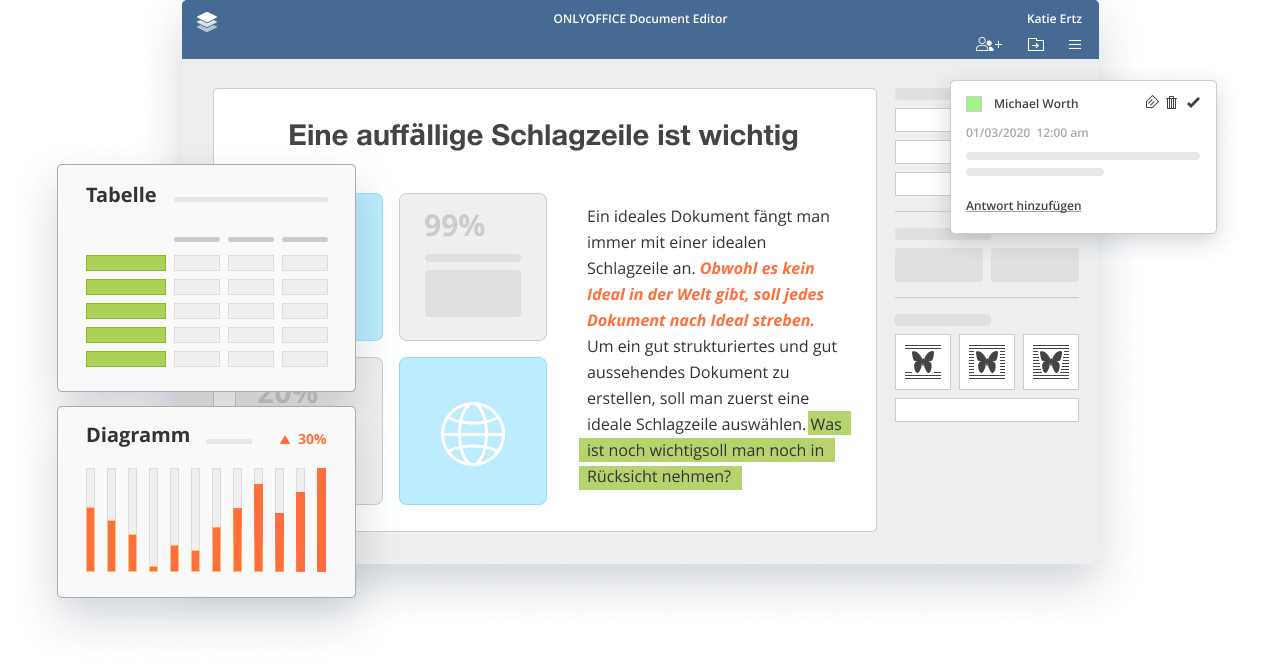 ONLYOFFICE Document Editor
Katie Ertz
Michael Worth
01/03/2020 12:00 am
Antwort hinzufügen
Eine auffällige Schlagzeile ist wichtig
Tabelle
99%
20%
Diagramm
30%
Ein ideales Dokument fängt man
immer mit einer idealen
Schlagzeile an. Obwohl es kein
Ideal in der Welt gibt, soll jedes
Dokument nach Ideal streben.
Um ein gut strukturiertes und gut
aussehendes Dokument zu
erstellen, soll man zuerst eine
ideale Schlagzeile auswählen. Was
ist noch wichtigsoll man noch in
Rücksicht nehmen?